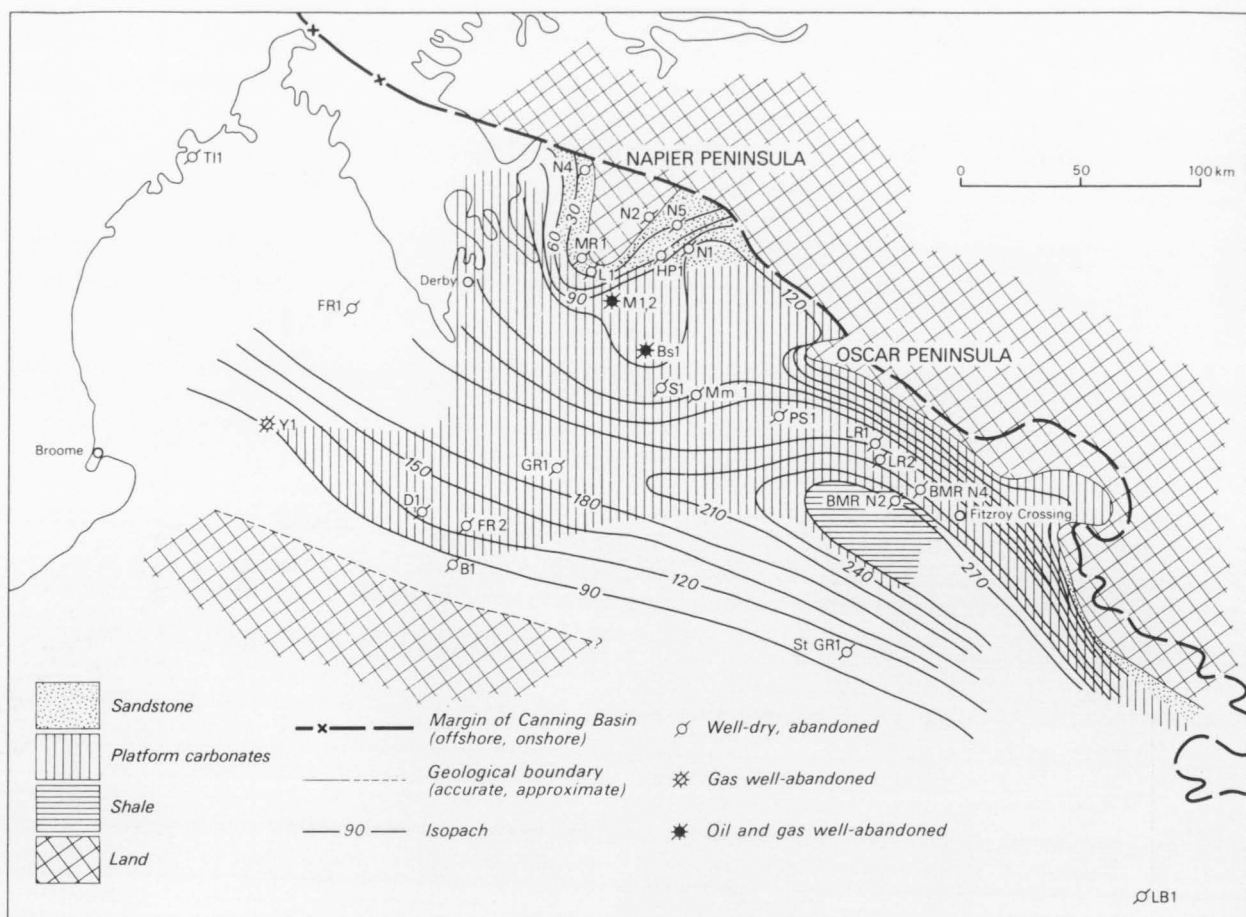 TI1
N4
NAPIER PENINSULA
0 50 100 km
N2
N5
30
60
MR1
L1
HP1
N1
Derby
90
M1,2
120
FR1
Bs1
OSCAR PENINSULA
S1
Mm 1
PS1
Y1
LR1
Broome
150
GR1
LR2
180
210
BMR N4
BMR N2
D1
FR2
Fitzroy Crossing
B1
240
270
120
90
St GR1
Sandstone
Platform carbonates
Shale
Land
Margin of Canning Basin
(offshore, onshore)
Geological boundary
(accurate, approximate)
90 Isopach
Well-dry, abandoned
Gas well-abandoned
Oil and gas well-abandoned
LB1